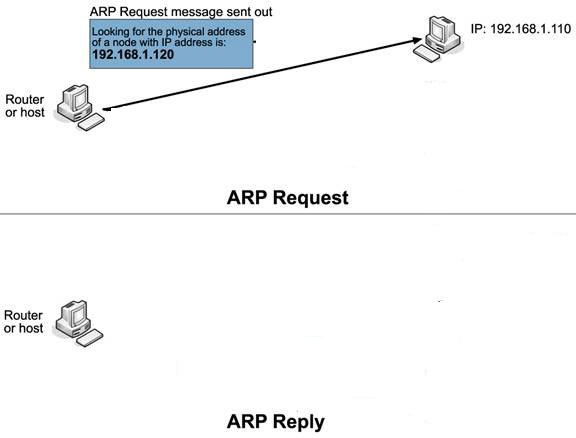 ARP Request message sent out
Looking for the physical address
of a node with IP address is:
192.168.1.120
IP: 192.168.1.110
Router
or host
ARP Request
Router
or host
ARP Reply